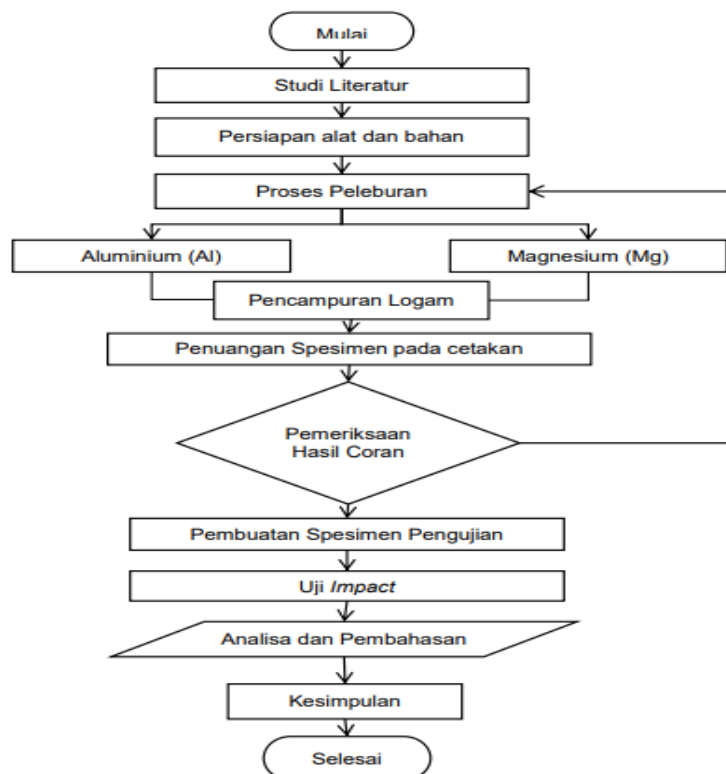 Mulai
Studi Literatur
Persiapan alat dan bahan
Proses Peleburan
Aluminium (Al)
Magnesium (Mg)
Pencampuran Logam
Penuangan Spesimen pada cetakan
Pemeriksaan
Hasil Coran
Pembuatan Spesimen Pengujian
Uji Impact
Analisa dan Pembahasan
Kesimpulan
Selesai